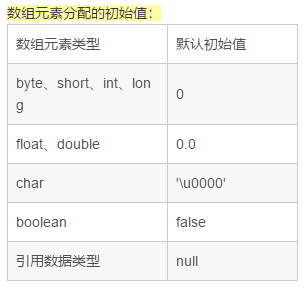 数组元素分配的初始值：
数组元素类型 默认初始值
byte、short、int、lon
g 0
float、double 0.0
char '\u0000'
boolean false
引用数据类型 null